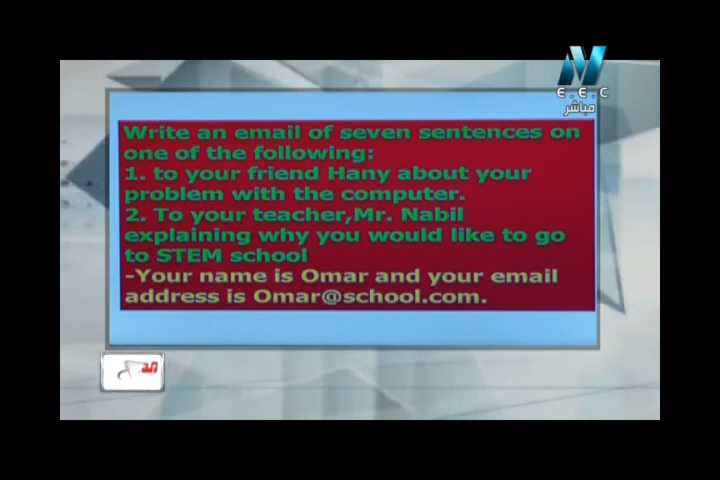 E.E.C
مباشر
Write an email of seven sentences on
one of the following:
1. to your friend Hany about your
problem with the computer.
2. To your teacher,Mr. Nabil
explaining why you would like to go
to STEM school
-Your name is Omar and your email
address is Omar@school.com.